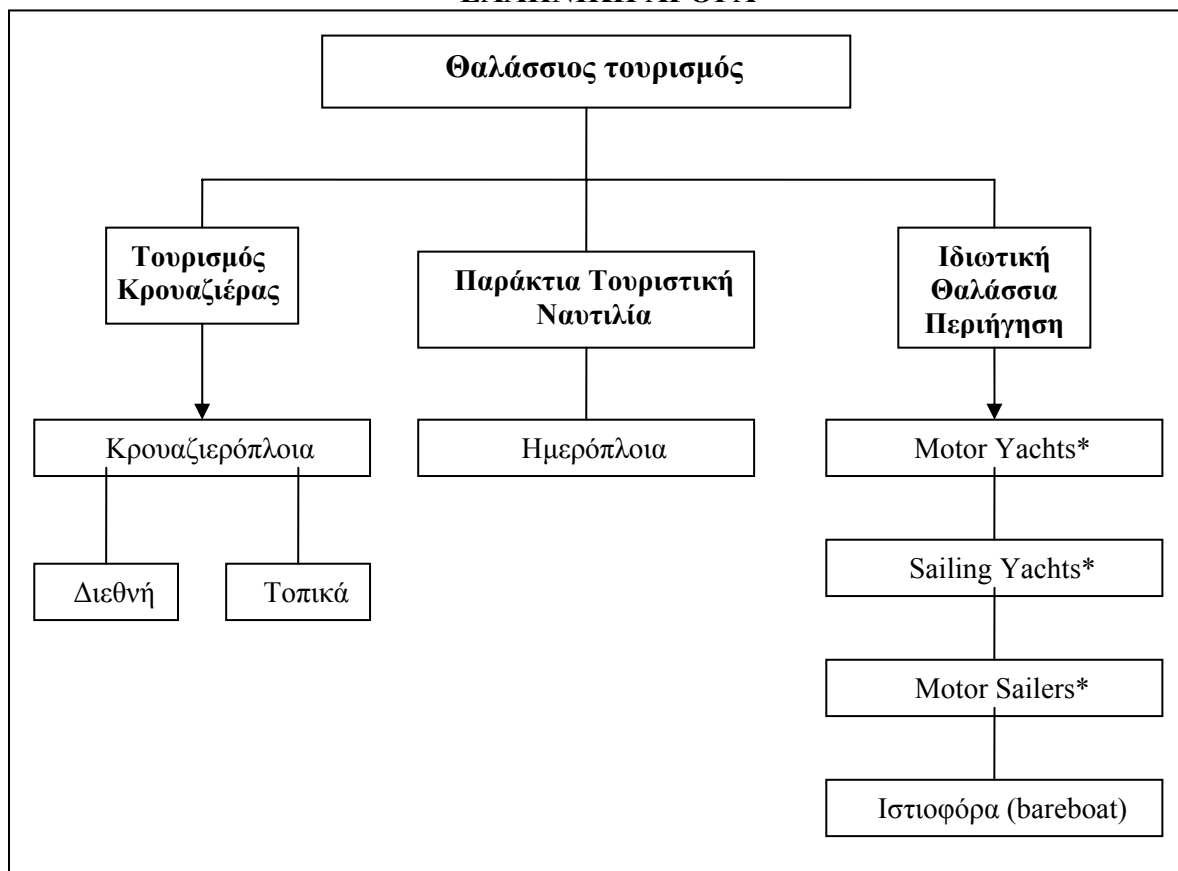 Θαλάσσιος τουρισμός
Τουρισμός
Κρουαζιέρας
Παράκτια Τουριστική
Ναυτιλία
Ιδιωτική
Θαλάσσια
Περιήγηση
Κρουαζιερόπλοια
Ημερόπλοια
Motor Yachts*
Διεθνή
Τοπικά
Sailing Yachts*
Motor Sailers*
Ιστιοφόρα (bareboat)